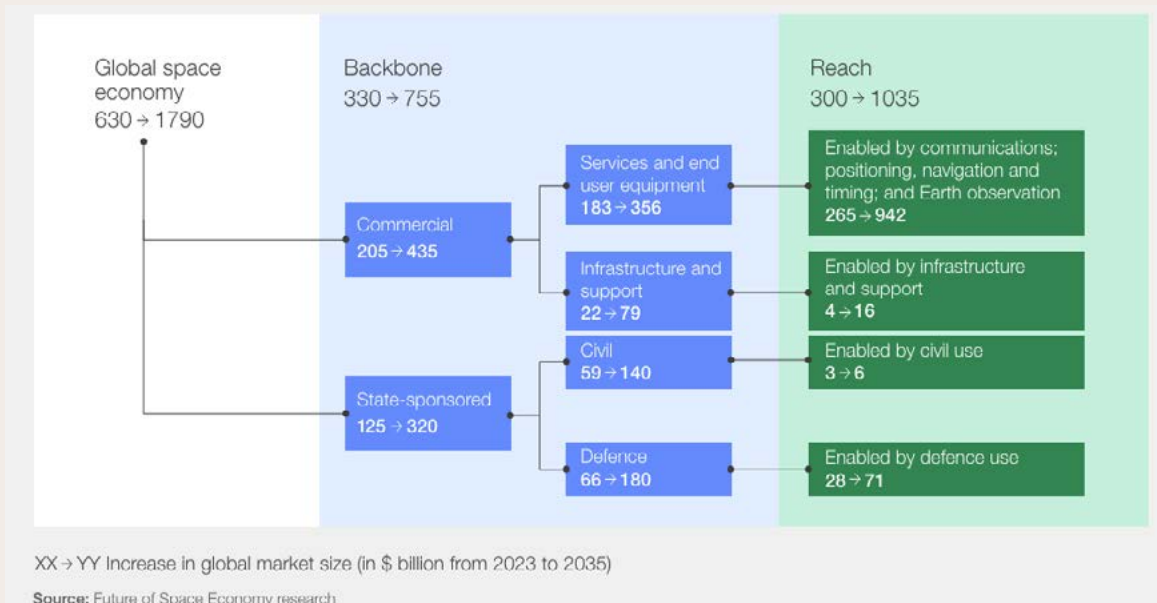 Global space
economy
630 → 1790
Backbone
330 → 755
Reach
300 → 1035
Commercial
205 → 435
Services and end
user equipment
183 → 356
Enabled by communications;
positioning, navigation and
timing; and Earth observation
265 → 942
Infrastructure and
support
22 → 79
Enabled by infrastructure
and support
4 → 16
State-sponsored
125 → 320
Civil
59 → 140
Enabled by civil use
3 → 6
Defence
66 → 180
Enabled by defence use
28 → 71
XX → YY Increase in global market size (in $ billion from 2023 to 2035)
Source: Future of Space Economy research